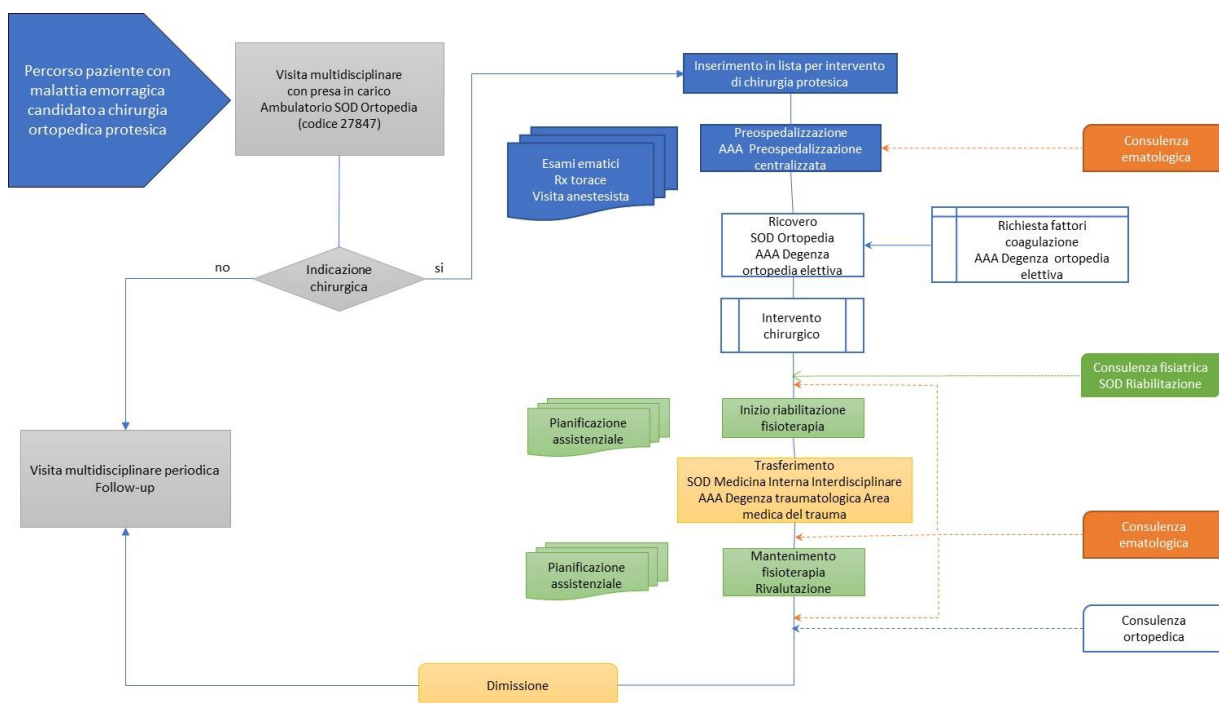 Percorso paziente con
malattia emorragica
candidato a chirurgia
ortopedica protesica
Visita multidisciplinare
con presa in carico
Ambulatorio SOD Ortopedia
(codice 27847)
Indicazione
chirurgica
no
si
Inserimento in lista per intervento
di chirurgia protesica
Preospedalizzazione
AAA Preospedalizzazione
centralizzata
Consulenza
ematologica
Esami ematici
Rx torace
Visita anestesista
Ricovero
SOD Ortopedia
AAA Degenza
ortopedia elettiva
Richiesta fattori
coagulazione
AAA Degenza ortopedia
elettiva
Intervento
chirurgico
Consulenza fisiatrica
SOD Riabilitazione
Pianificazione
assistenziale
Inizio riabilitazione
fisioterapia
Trasferimento
SOD Medicina Interna Interdisciplinare
AAA Degenza traumatologica Area
medica del trauma
Consulenza
ematologica
Pianificazione
assistenziale
Mantenimento
fisioterapia
Rivalutazione
Consulenza
ortopedica
Visita multidisciplinare periodica
Follow-up
Dimissione